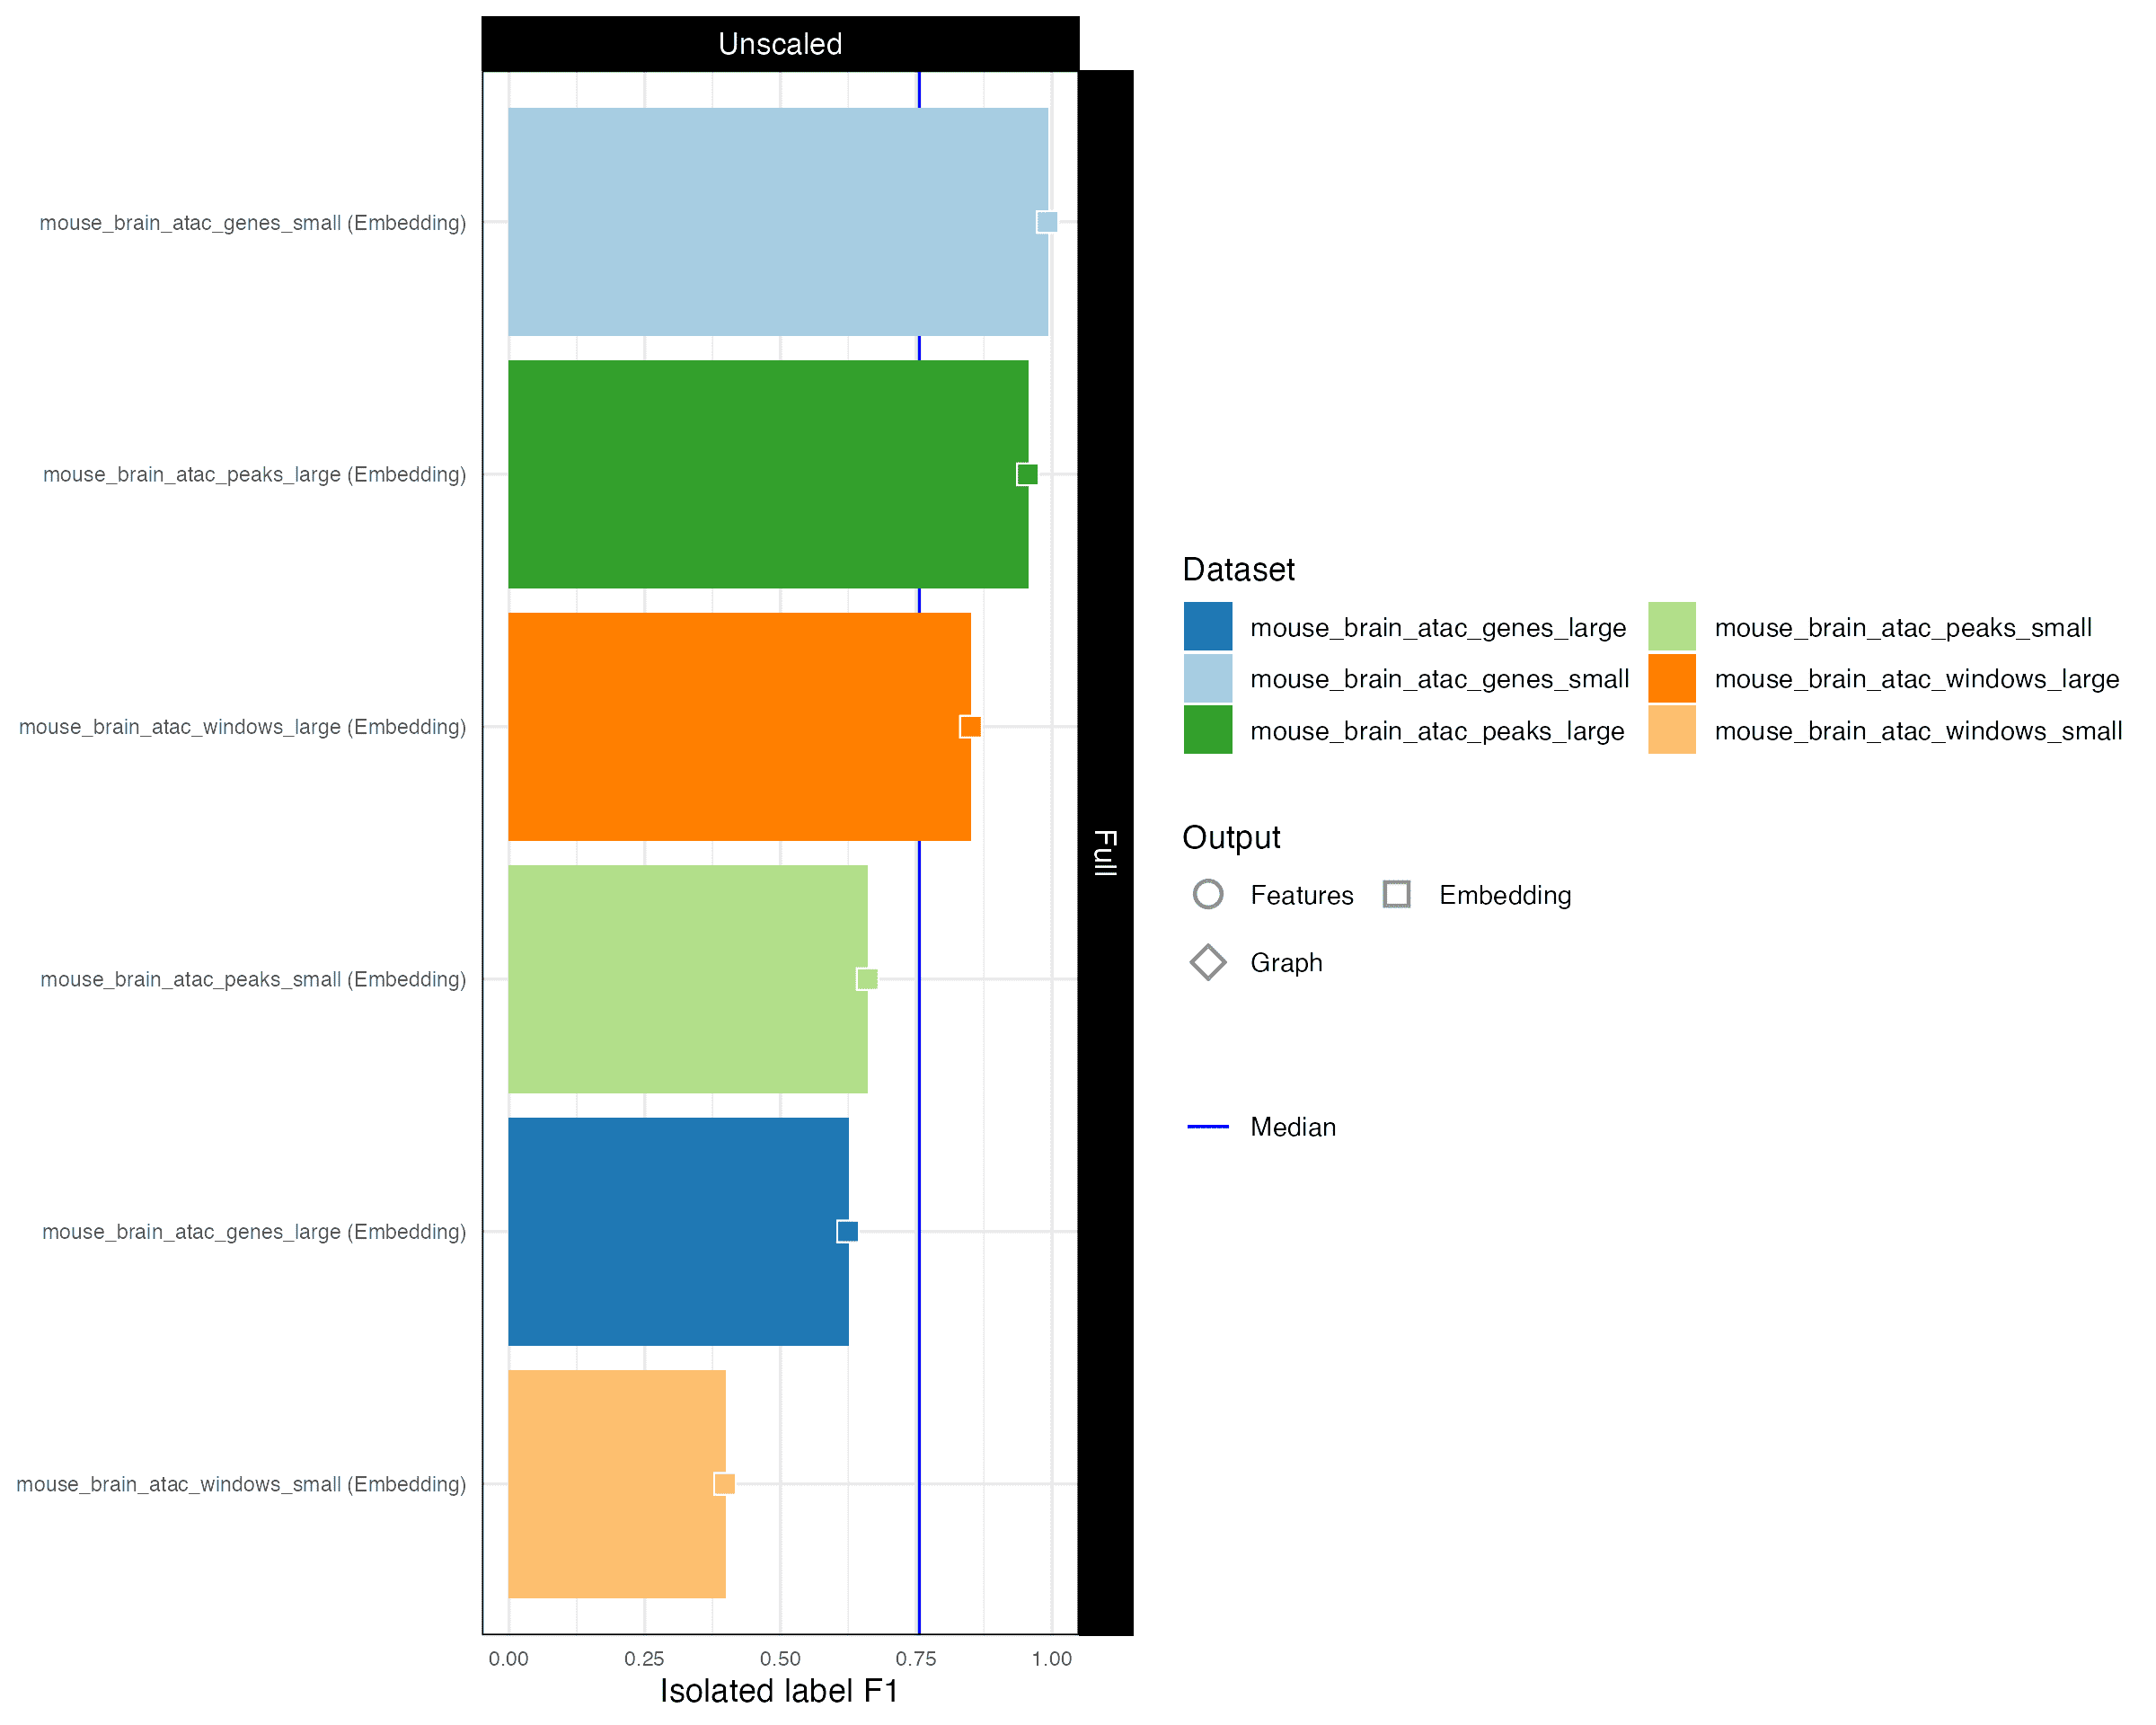 Unscaled
mouse_brain_atac_genes_small (Embedding)
mouse_brain_atac_peaks_large (Embedding)
mouse_brain_atac_windows_large (Embedding)
mouse_brain_atac_peaks_small (Embedding)
mouse_brain_atac_genes_large (Embedding)
mouse_brain_atac_windows_small (Embedding)
0.00 0.25 0.50 0.75 1.00
Isolated label F1
Full
Dataset
mouse_brain_atac_genes_large mouse_brain_atac_peaks_small
mouse_brain_atac_genes_small mouse_brain_atac_windows_large
mouse_brain_atac_peaks_large mouse_brain_atac_windows_small
Output
Features Embedding
Graph
Median